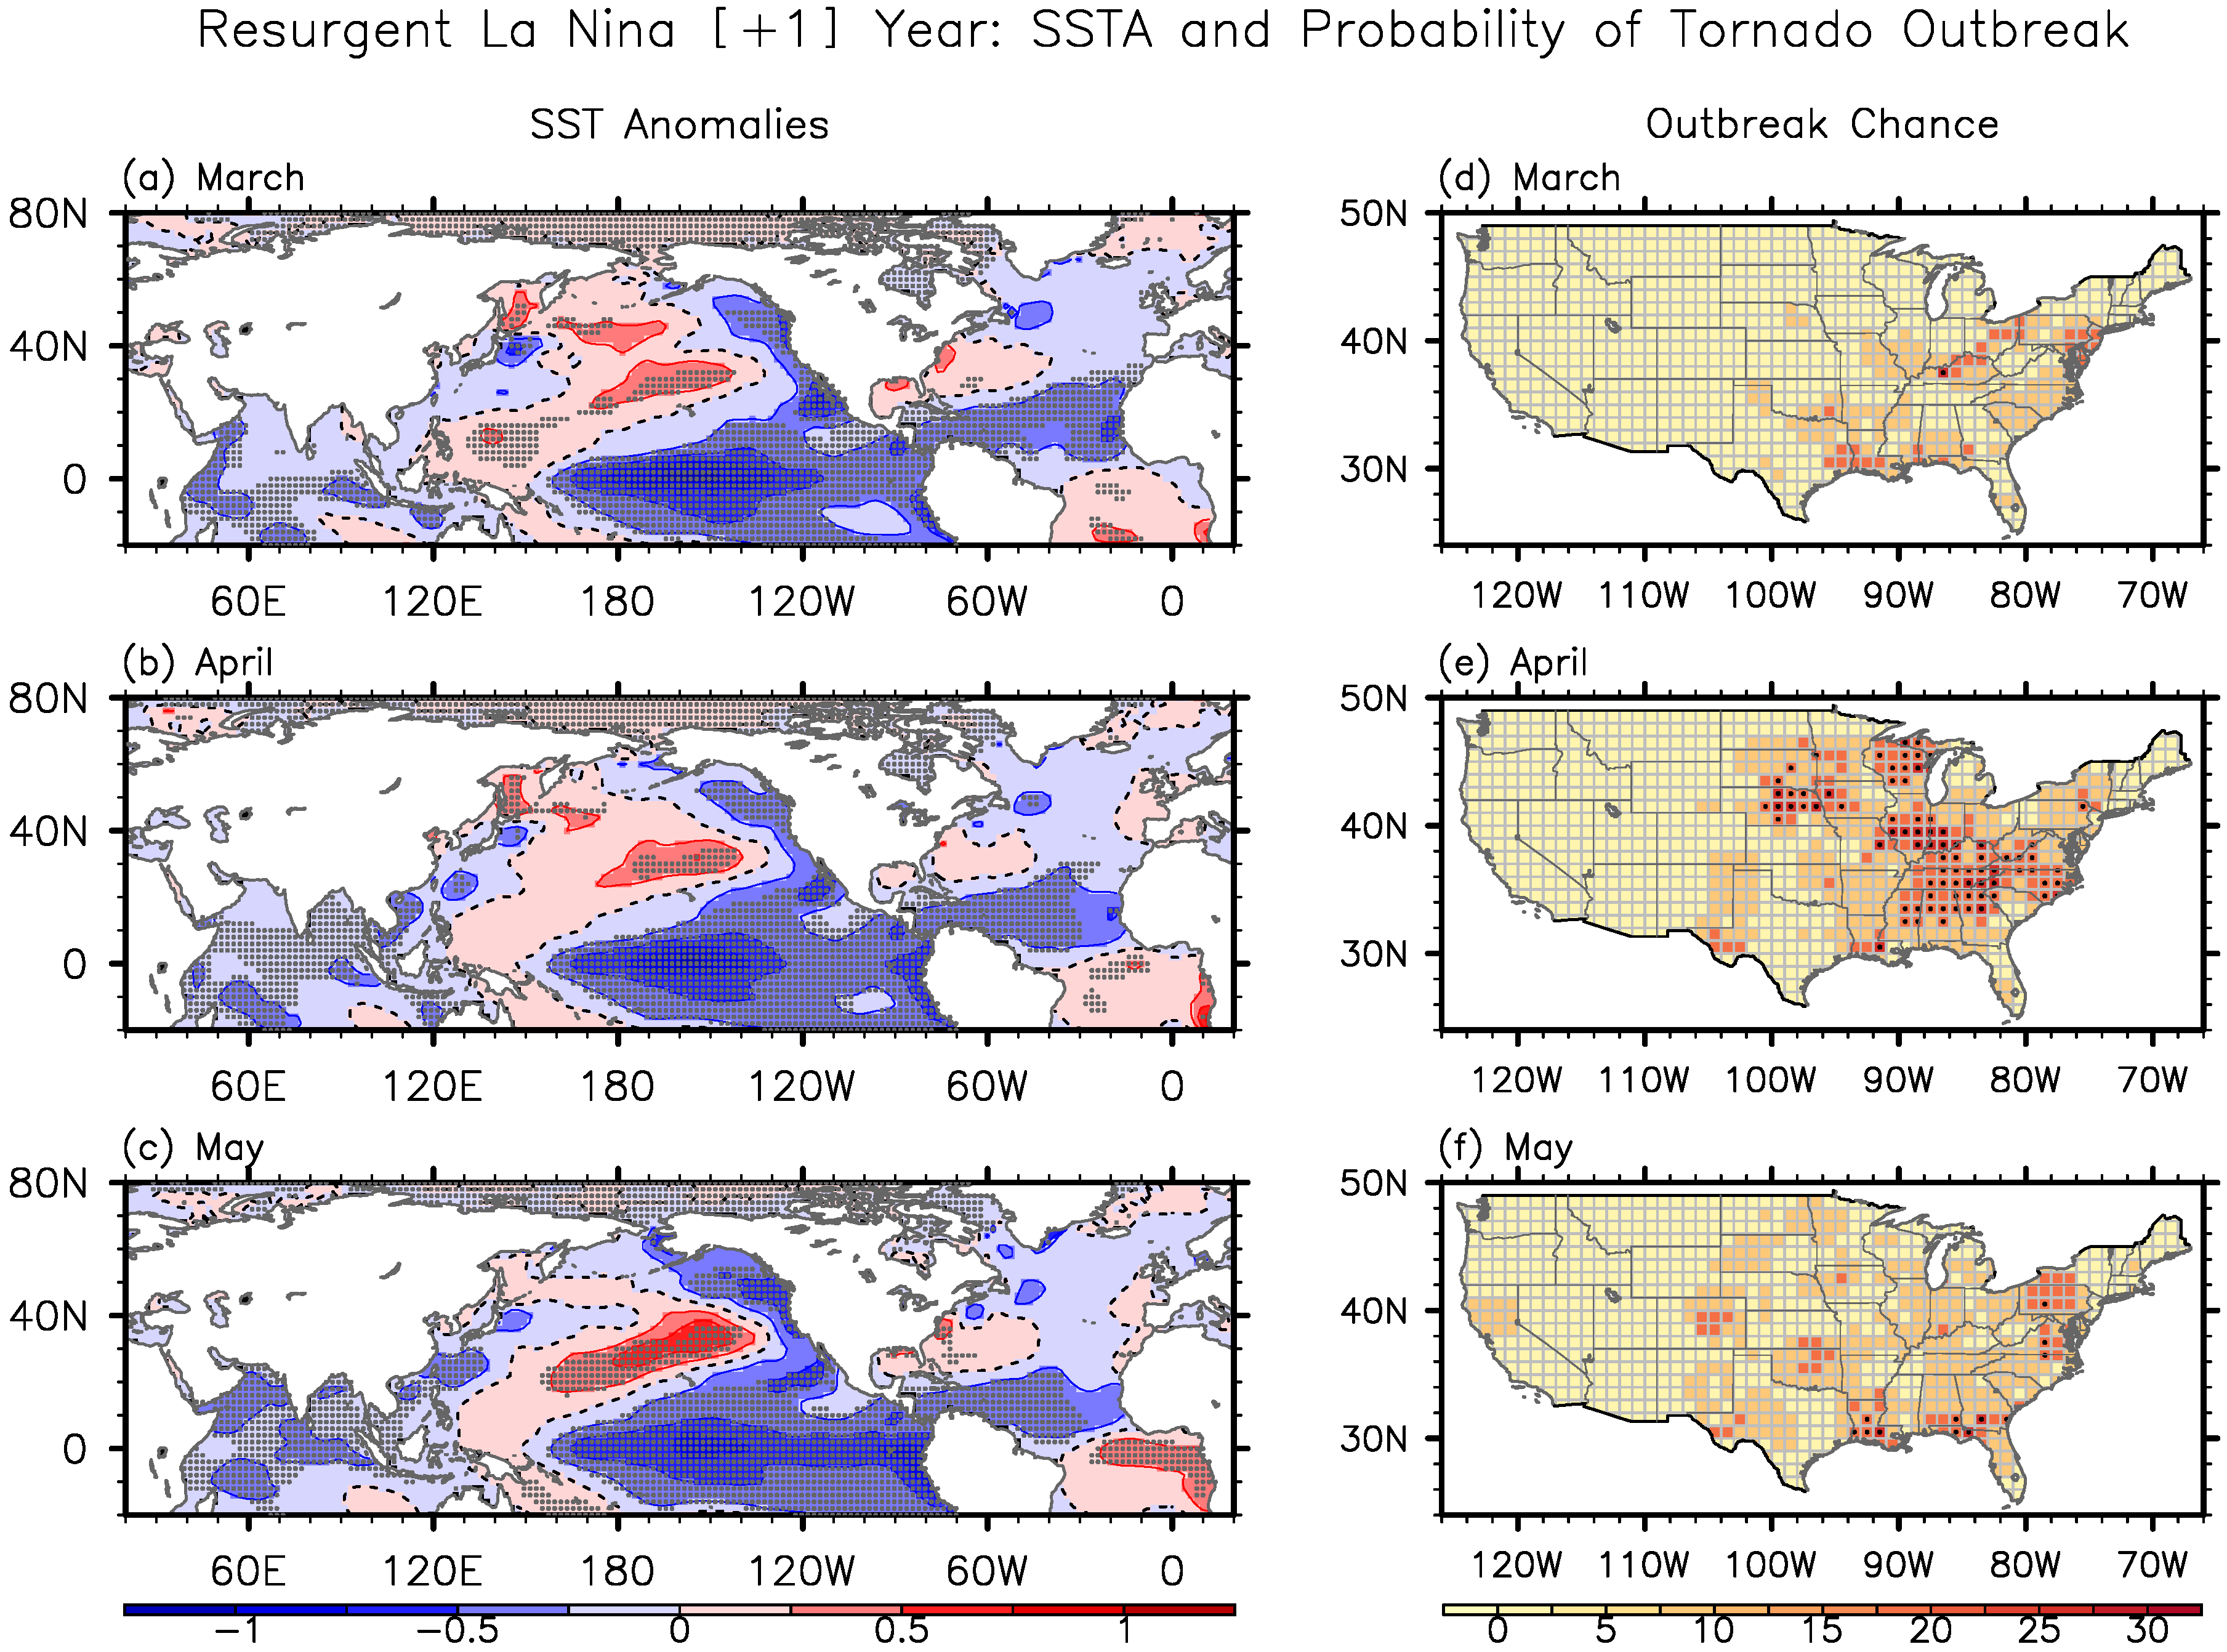 Resurgent La Nina [+1] Year: SSTA and Probability of Tornado Outbreak
SST Anomalies
Outbreak Chance
(a) March
80N
40N
0
60E 120E 180 120W 60W 0
(d) March
50N
40N
30N
120W 110W 100W 90W 80W 70W
(b) April
80N
40N
0
60E 120E 180 120W 60W 0
(e) April
50N
40N
30N
120W 110W 100W 90W 80W 70W
(c) May
80N
40N
0
60E 120E 180 120W 60W 0
−1 −0.5 0 0.5 1
(f) May
50N
40N
30N
120W 110W 100W 90W 80W 70W
0 5 10 15 20 25 30